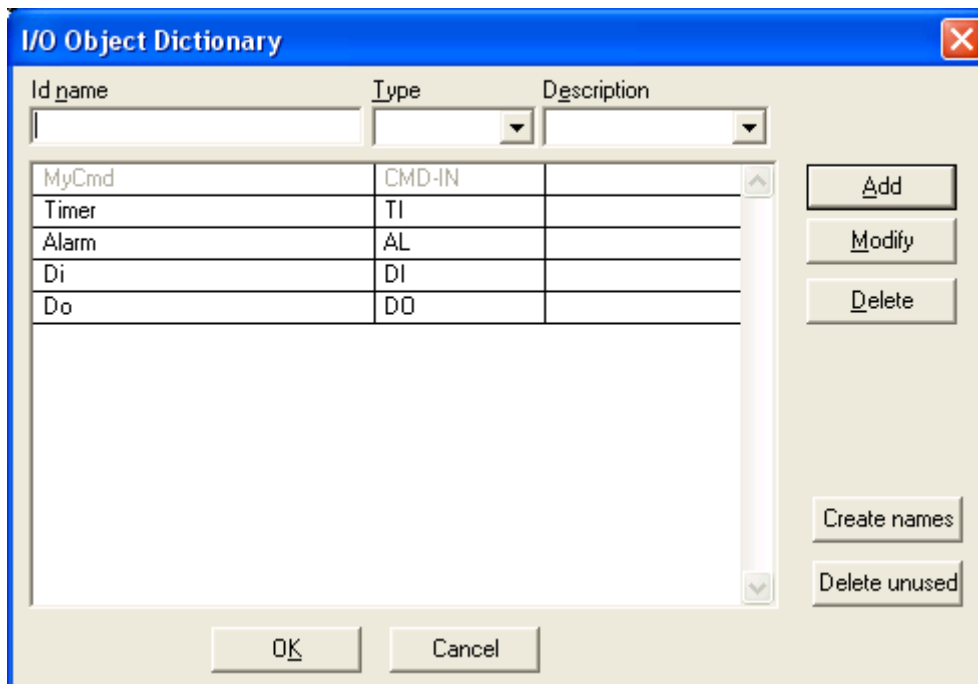 I/O Object Dictionary
Id name Type Description
MyCmd CMD-IN
Timer TI
Alarm AL
Di DI
Do DO
Add
Modify
Delete
Create names
Delete unused
OK Cancel